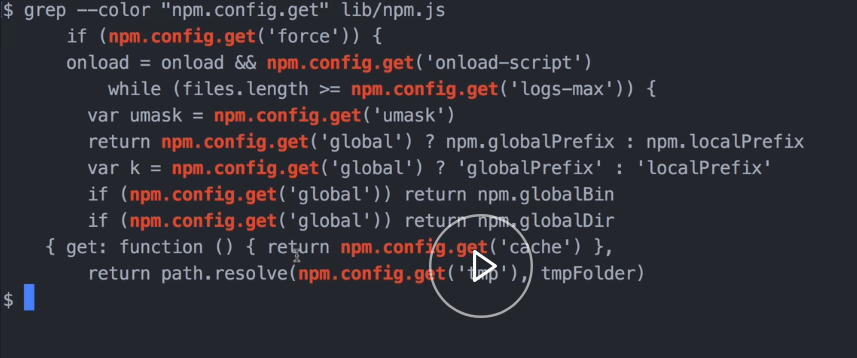 $ grep --color "npm.config.get" lib/npm.js
if (npm.config.get('force')) {
onload = onload && npm.config.get('onload-script')
while (files.length >= npm.config.get('logs-max')) {
var umask = npm.config.get('umask')
return npm.config.get('global') ? npm.globalPrefix : npm.localPrefix
var k = npm.config.get('global') ? 'globalPrefix' : 'localPrefix'
if (npm.config.get('global')) return npm.globalBin
if (npm.config.get('global')) return npm.globalDir
{ get: function () { return npm.config.get('cache') },
return path.resolve(npm.config.get('tmp'), tmpFolder)
$